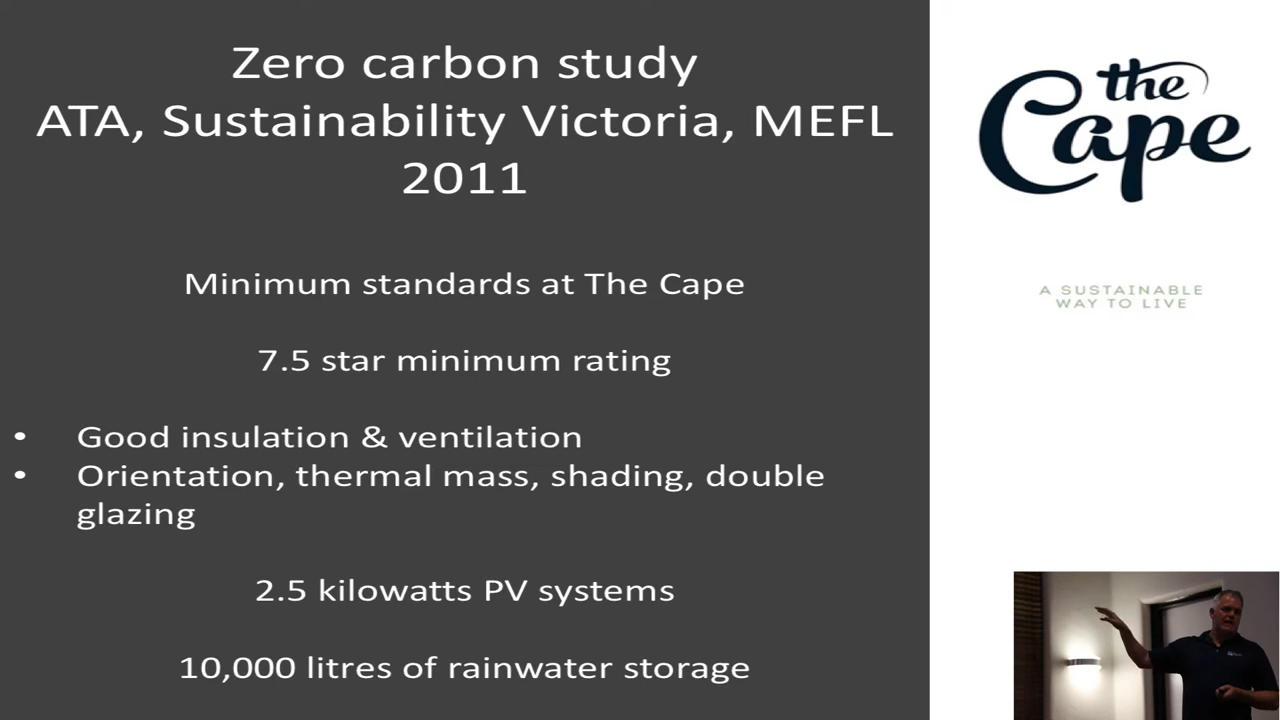 Zero carbon study
ATA, Sustainability Victoria, MEFL
2011
Minimum standards at The Cape
7.5 star minimum rating
• Good insulation & ventilation
• Orientation, thermal mass, shading, double
glazing
2.5 kilowatts PV systems
10,000 litres of rainwater storage
the
Cape
A SUSTAINABLE
WAY TO LIVE